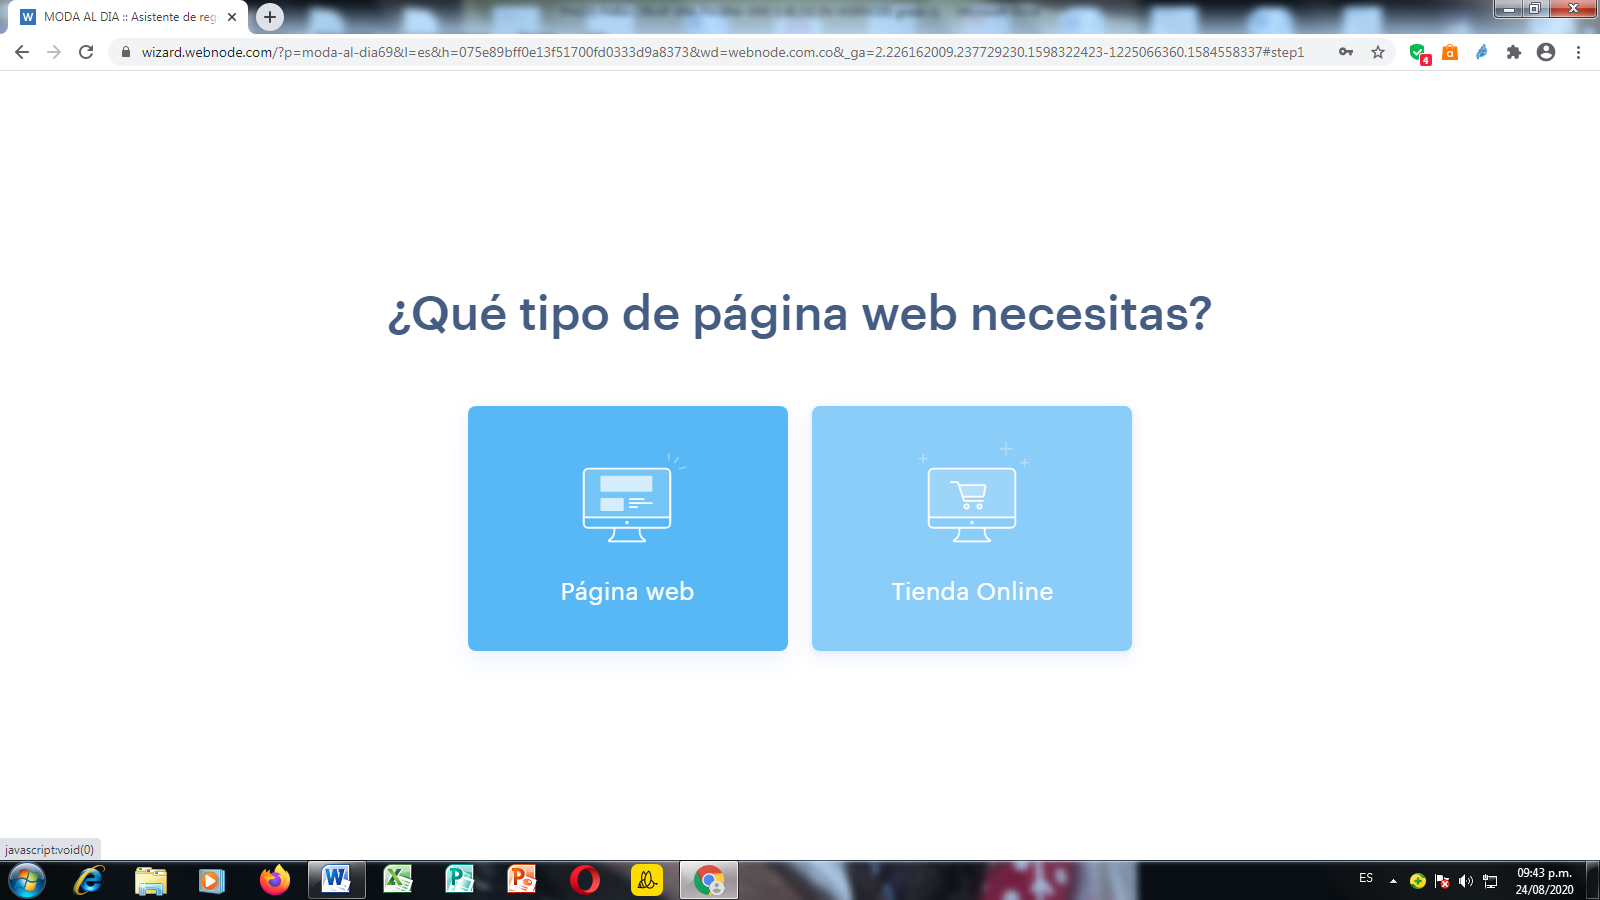 MODA AL DIA :: Asistente de reg
wizard.webnode.com/?p=moda-al-dia69&l=es&h=075e89bff0e13f51700fd0333d9a8373&wd=webnode.com.co&_ga=2.226162009.237729230.1598322423-1225066360.1584558337#step1
4
¿Qué tipo de página web necesitas?
Página web
Tienda Online
javascript:void(0)
ES
09:43 p.m.
24/08/2020